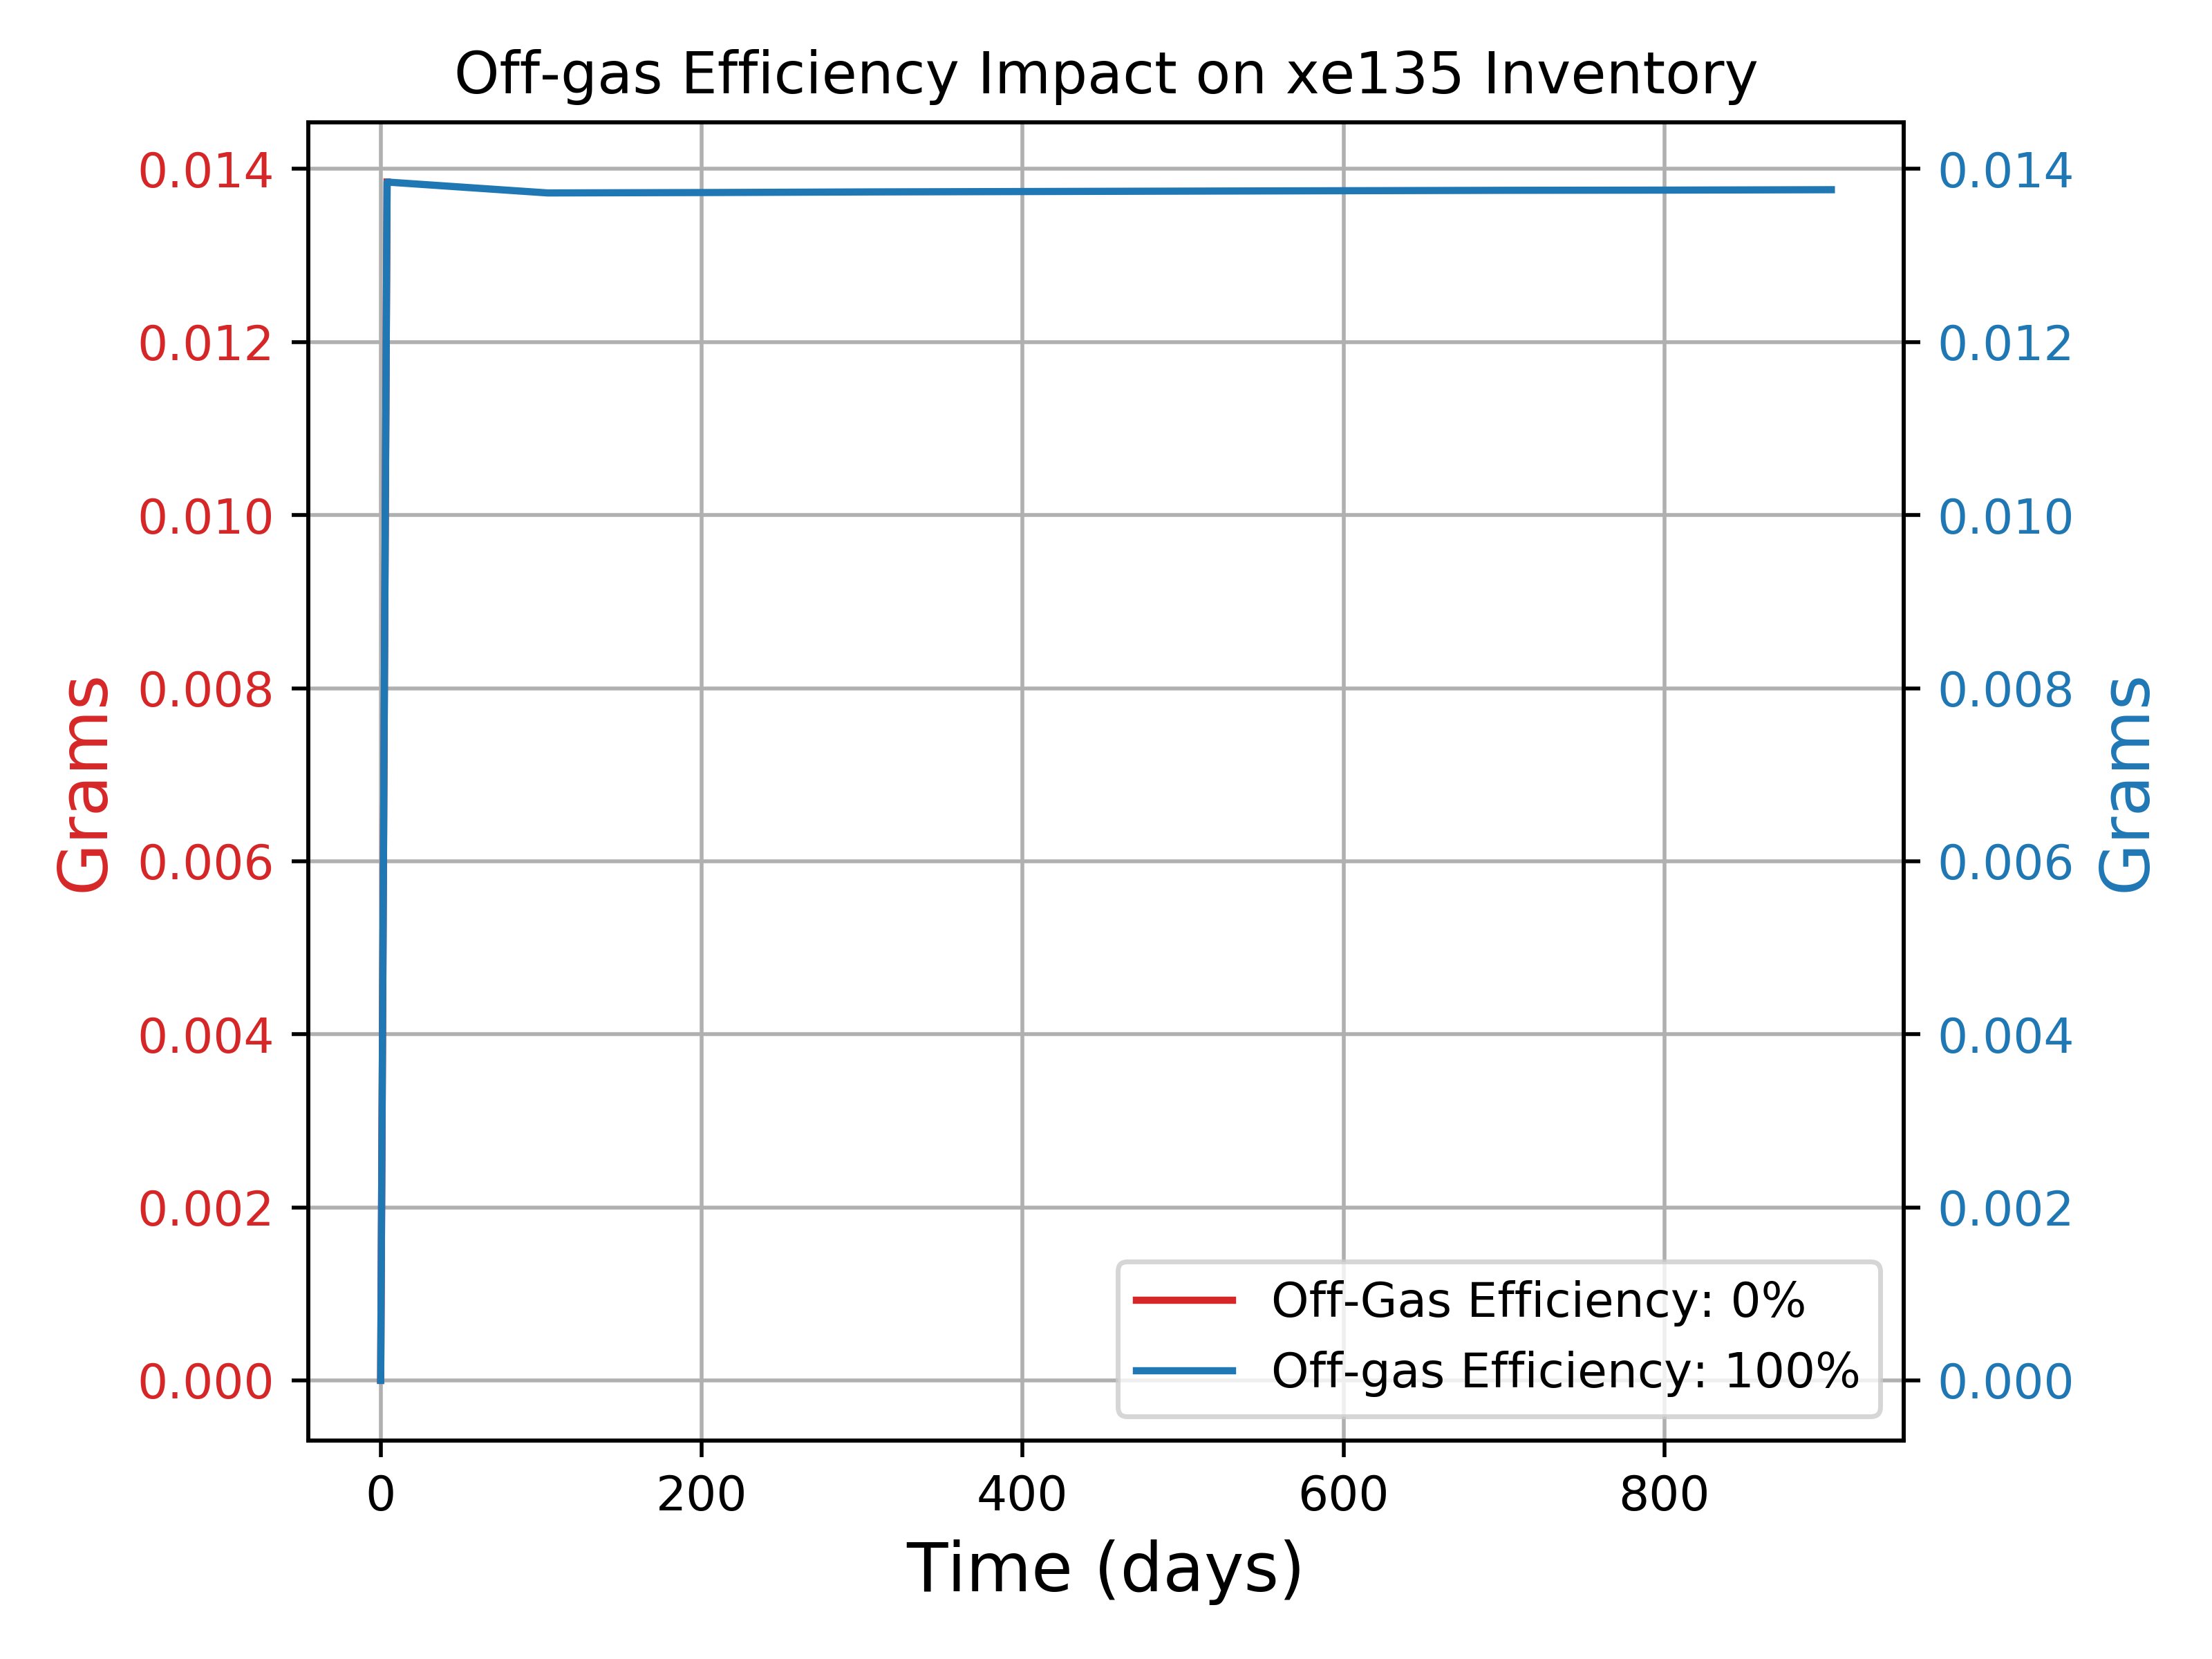 Off-gas Efficiency Impact on xe135 Inventory
0.014
0.012
0.010
0.008
0.006
0.004
0.002
0.000
Grams
0.014
0.012
0.010
0.008
0.006
0.004
0.002
0.000
Grams
Off-Gas Efficiency: 0%
Off-gas Efficiency: 100%
0 200 400 600 800
Time (days)